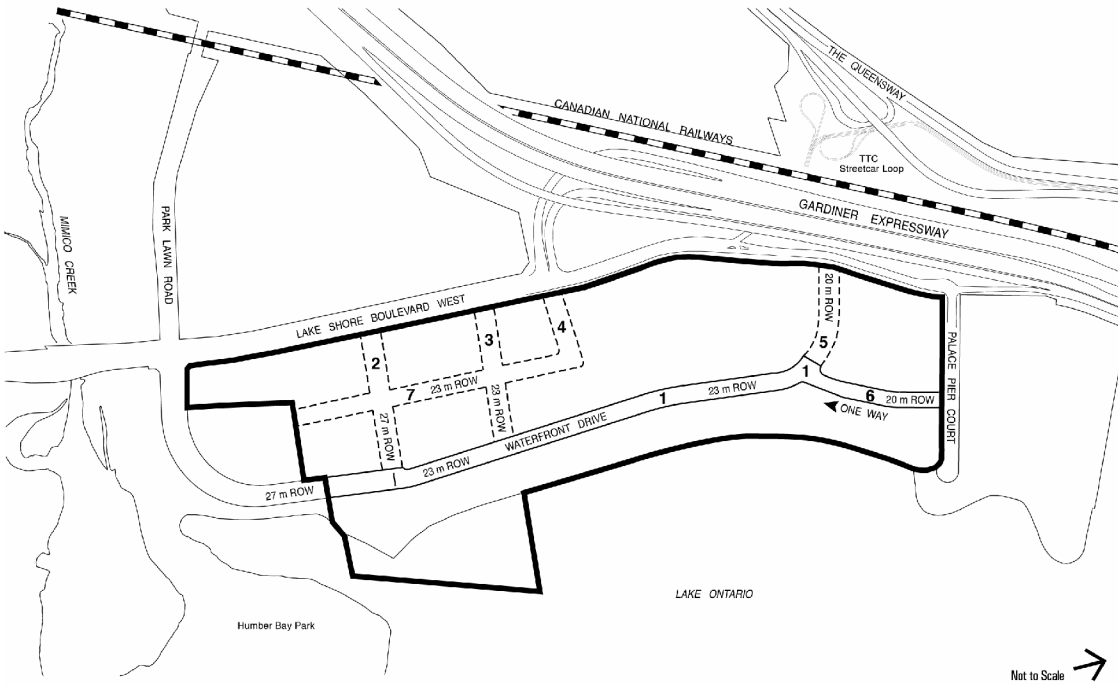 THE QUEENSWAY
CANADIAN NATIONAL RAILWAYS
TTC
Streetcar Loop
GARDINER EXPRESSWAY
MIMICO CREEK
PARK LAWN ROAD
LAKE SHORE BOULEVARD WEST
20 m ROW
4
3
2
5
PALACE PIER COURT
1
23 m ROW
7
23 m ROW
23 m ROW
1
6
20 m ROW
ONE WAY
27 m ROW
WATERFRONT DRIVE
23 m ROW
27 m ROW
LAKE ONTARIO
Humber Bay Park
Not to Scale